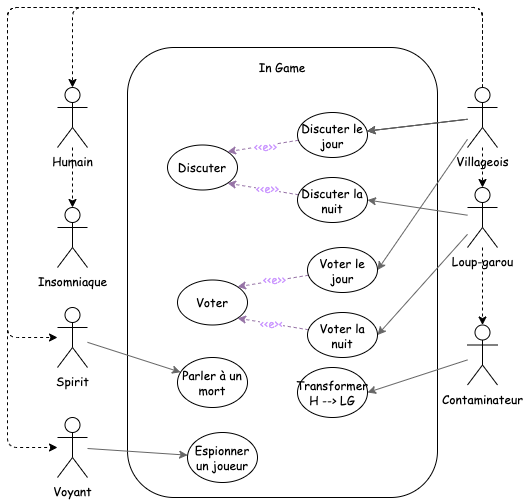 In Game
Discuter le
jour
«e»
Humain
Villageois
Discuter
«e»
Discuter la
nuit
Insomniaque
Loup-garou
Voter le
jour
«e»
Voter
«e»
Voter la
nuit
Spirit
Parler à un
mort
Transformer
H --> LG
Contaminateur
Espionner
un joueur
Voyant